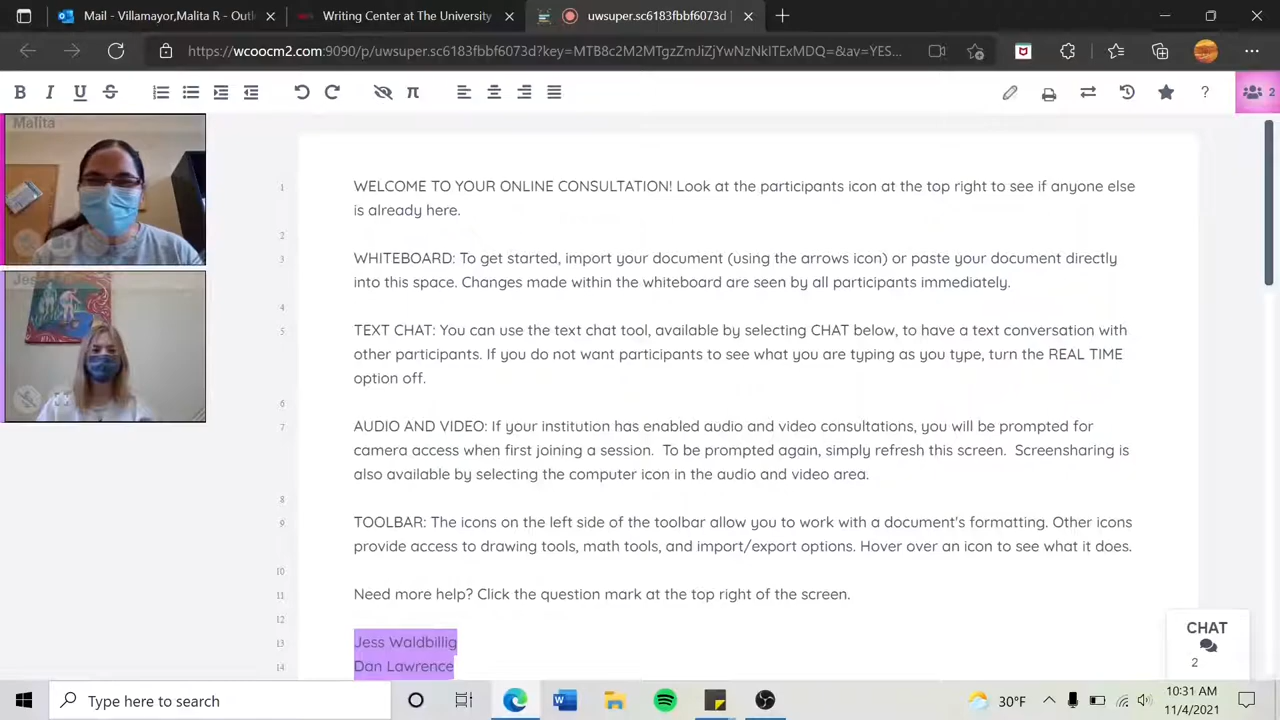 Mail - Villamayor,Malita R - Outl
Writing Center at The University
uwsuper.sc6183fbbf6073d
https://wcoocm2.com:9090/p/uwsuper.sc6183fbbf6073d?key=MTB8c2M2MTgzZmJiZjYwNzNkITExMDQ=&av=YES...
B I U S
π
?
2
Malita
Jess
1 WELCOME TO YOUR ONLINE CONSULTATION! Look at the participants icon at the top right to see if anyone else
is already here.
2
3 WHITEBOARD: To get started, import your document (using the arrows icon) or paste your document directly
into this space. Changes made within the whiteboard are seen by all participants immediately.
4
5 TEXT CHAT: You can use the text chat tool, available by selecting CHAT below, to have a text conversation with
other participants. If you do not want participants to see what you are typing as you type, turn the REAL TIME
option off.
6
7 AUDIO AND VIDEO: If your institution has enabled audio and video consultations, you will be prompted for
camera access when first joining a session.  To be prompted again, simply refresh this screen.  Screensharing is
also available by selecting the computer icon in the audio and video area.
8
9 TOOLBAR: The icons on the left side of the toolbar allow you to work with a document's formatting. Other icons
provide access to drawing tools, math tools, and import/export options. Hover over an icon to see what it does.
10
11 Need more help? Click the question mark at the top right of the screen.
12
13 Jess Waldbillig
14 Dan Lawrence
CHAT
2
Type here to search
30°F
10:31 AM
11/4/2021